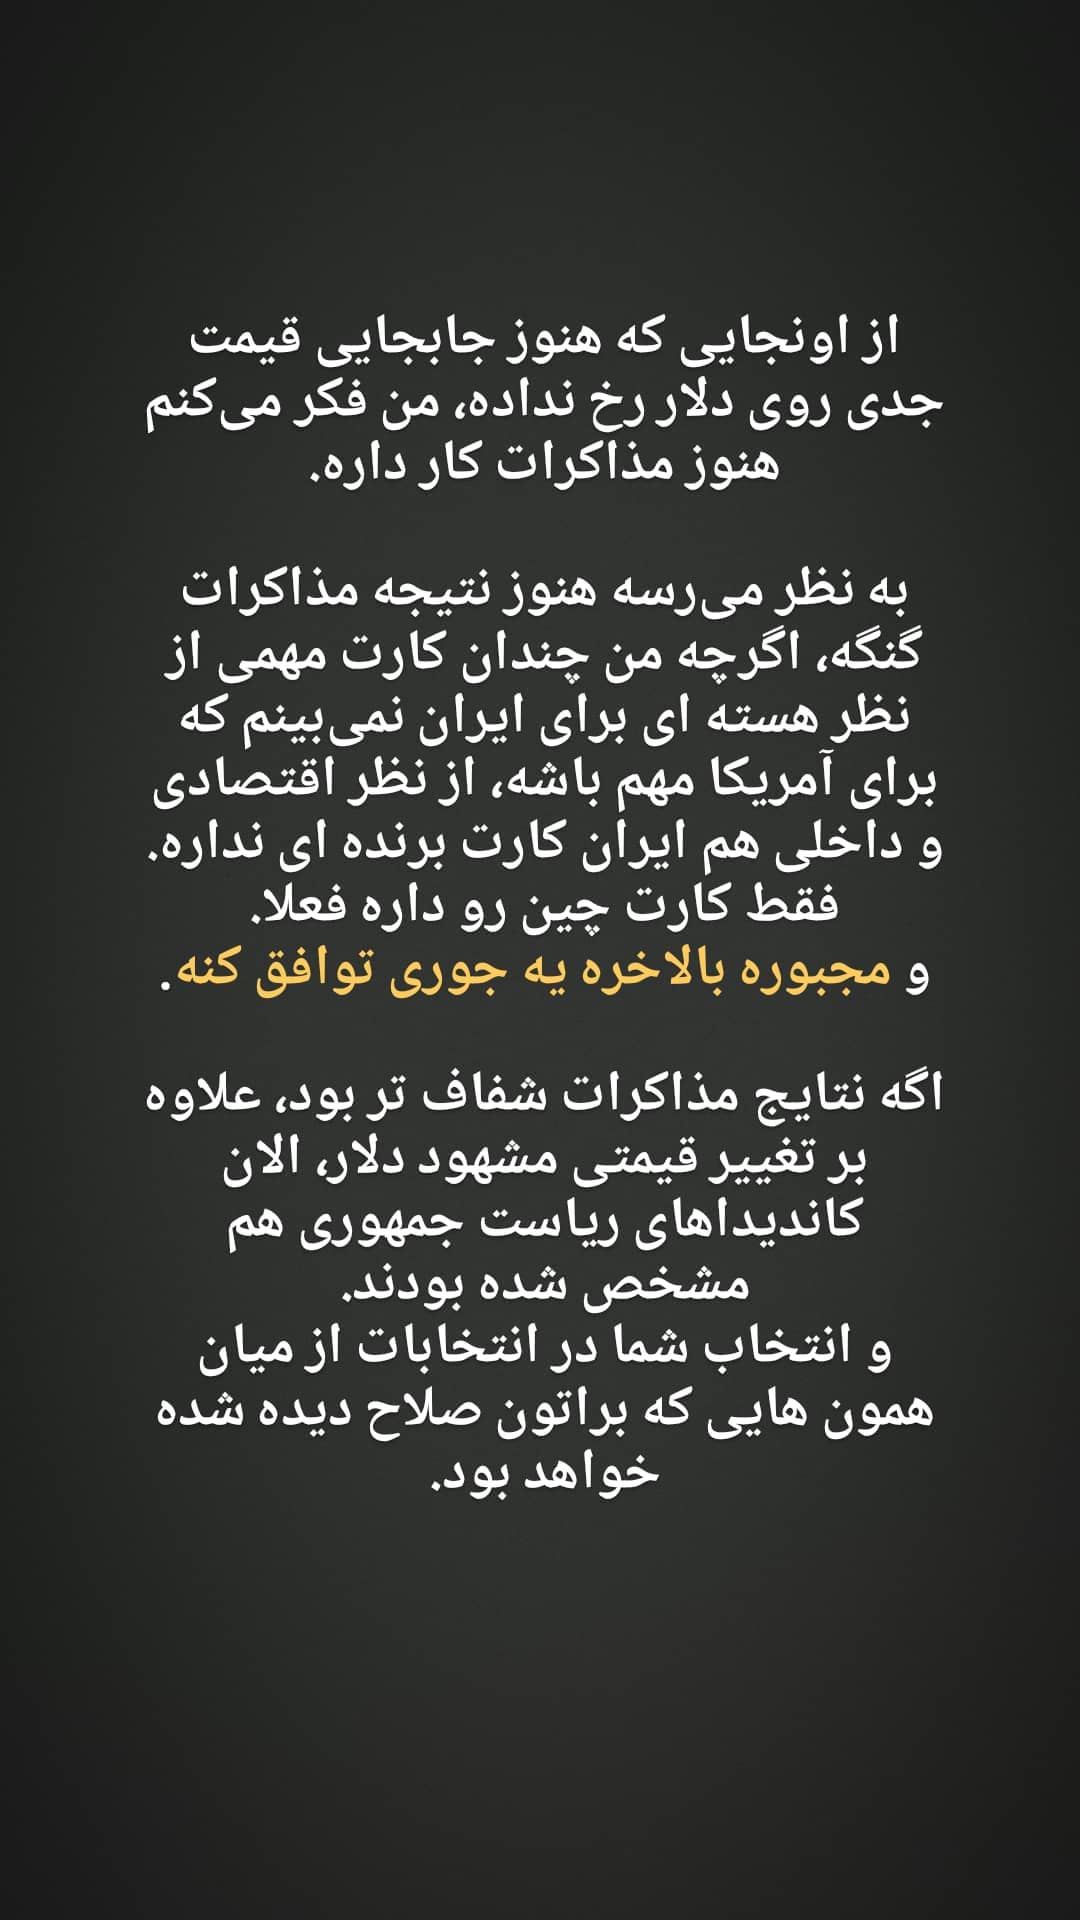 از اونجایی که هنوز جابجایی قیمت
جدی روی دلار رخ نداده، من فکر می‌کنم
هنوز مذاکرات کار داره.
به نظر می‌رسه هنوز نتیجه مذاکرات
گنگه، اگرچه من چندان کارت مهمی از
نظر هسته ای برای ایران نمی‌بینم که
برای آمریکا مهم باشه، از نظر اقتصادی
و داخلی هم ایران کارت برنده ای نداره.
فقط کارت چین رو داره فعلا.
و مجبوره بالاخره یه جوری توافق کنه.
اگه نتایج مذاکرات شفاف تر بود، علاوه
بر تغییر قیمتی مشهود دلار، الان
کاندیداهای ریاست جمهوری هم
مشخص شده بودند.
و انتخاب شما در انتخابات از میان
همون هایی که براتون صلاح دیده شده
خواهد بود.